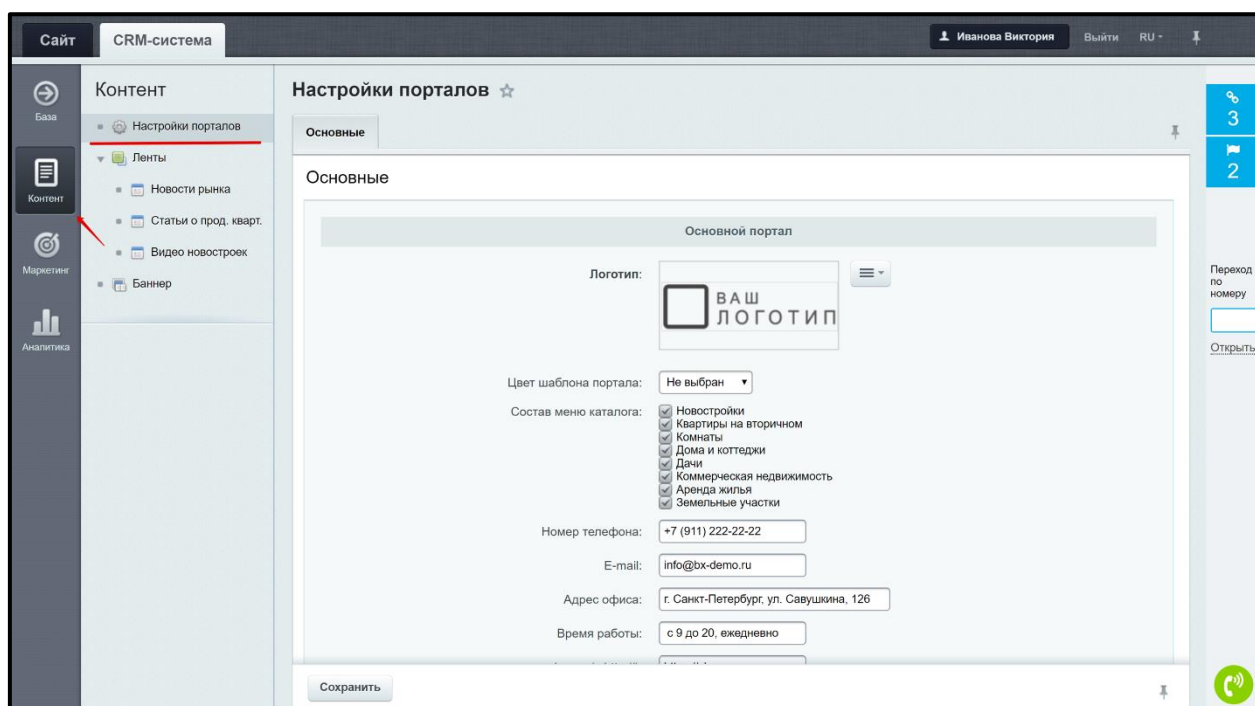 Сайт
CRM-система
Иванова Виктория
Выйти
RU
База
Контент
Маркетинг
Аналитика
Контент
Настройки порталов
Ленты
Новости рынка
Статьи о прод. кварт.
Видео новостроек
Баннер
Настройки порталов
Основные
Основные
Основной портал
Логотип:
ВАШ
ЛОГОТИП
Цвет шаблона портала: Не выбран
Состав меню каталога: Новостройки
Квартиры на вторичном
Комнаты
Дома и коттеджи
Дачи
Коммерческая недвижимость
Аренда жилья
Земельные участки
Номер телефона: +7 (911) 222-22-22
E-mail: info@bx-demo.ru
Адрес офиса: г. Санкт-Петербург, ул. Савушкина, 126
Время работы: с 9 до 20, ежедневно
Сохранить
3
2
Переход
по
номеру
Открыть